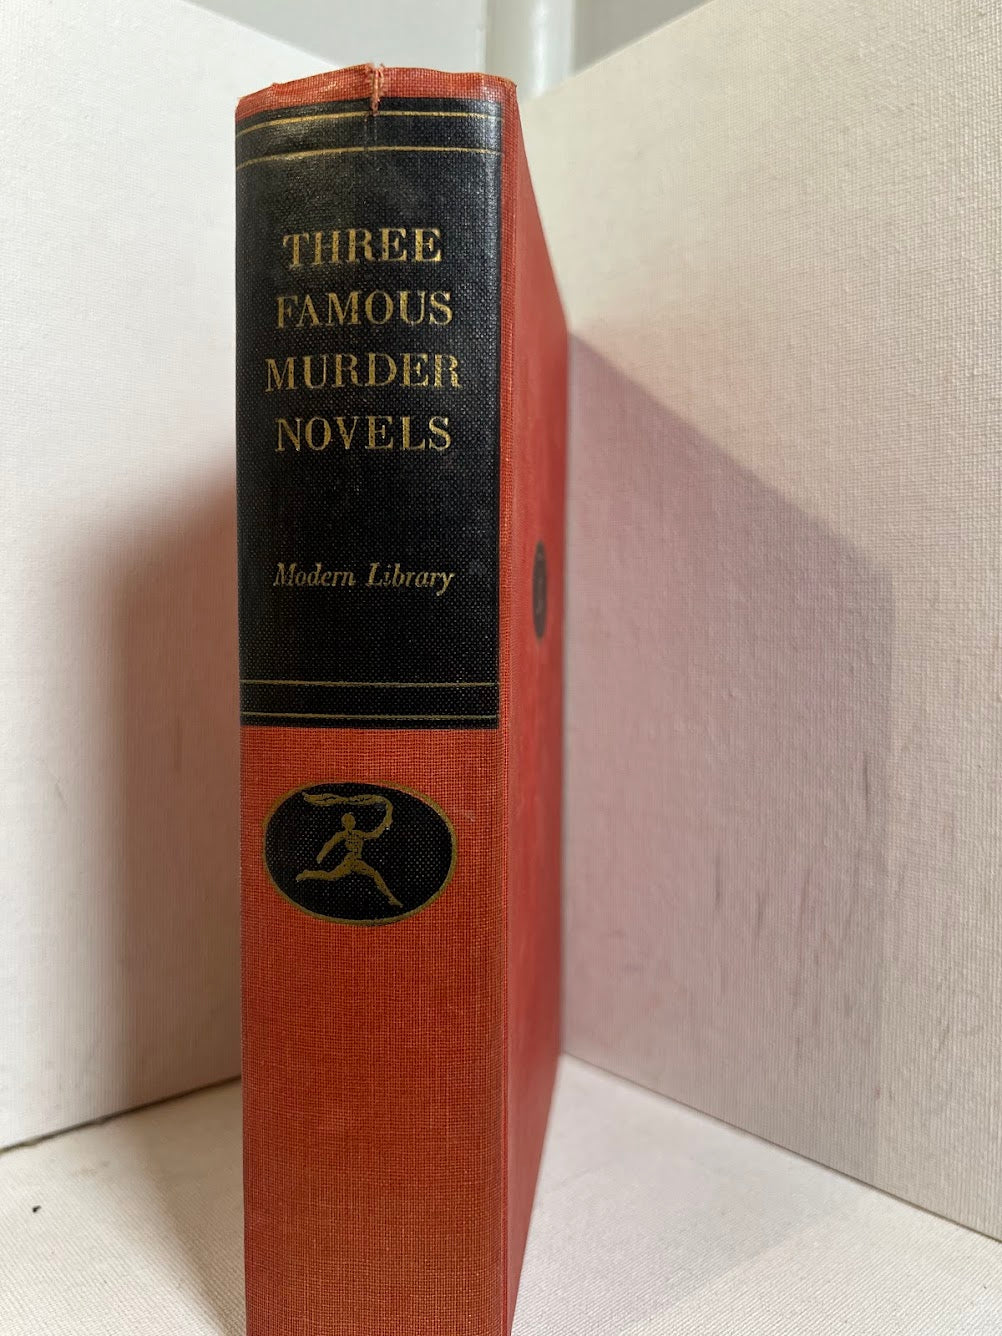 THREE
FAMOUS
MURDER
NOVELS
Modern Library